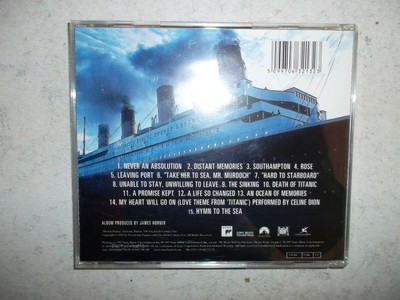 5099706321323
1. NEVER AN ABSOLUTION 2. DISTANT MEMORIES 3. SOUTHAMPTON 4. ROSE
5. LEAVING PORT 6. "TAKE HER TO SEA, MR. MURDOCH" 7. "HARD TO STARBOARD"
8. UNABLE TO STAY, UNWILLING TO LEAVE 9. THE SINKING 10. DEATH OF TITANIC
11. A PROMISE KEPT 12. A LIFE SO CHANGED 13. AN OCEAN OF MEMORIES
14. MY HEART WILL GO ON (LOVE THEME FROM 'TITANIC') PERFORMED BY CELINE DION
15. HYMN TO THE SEA
ALBUM PRODUCED BY JAMES HORNER